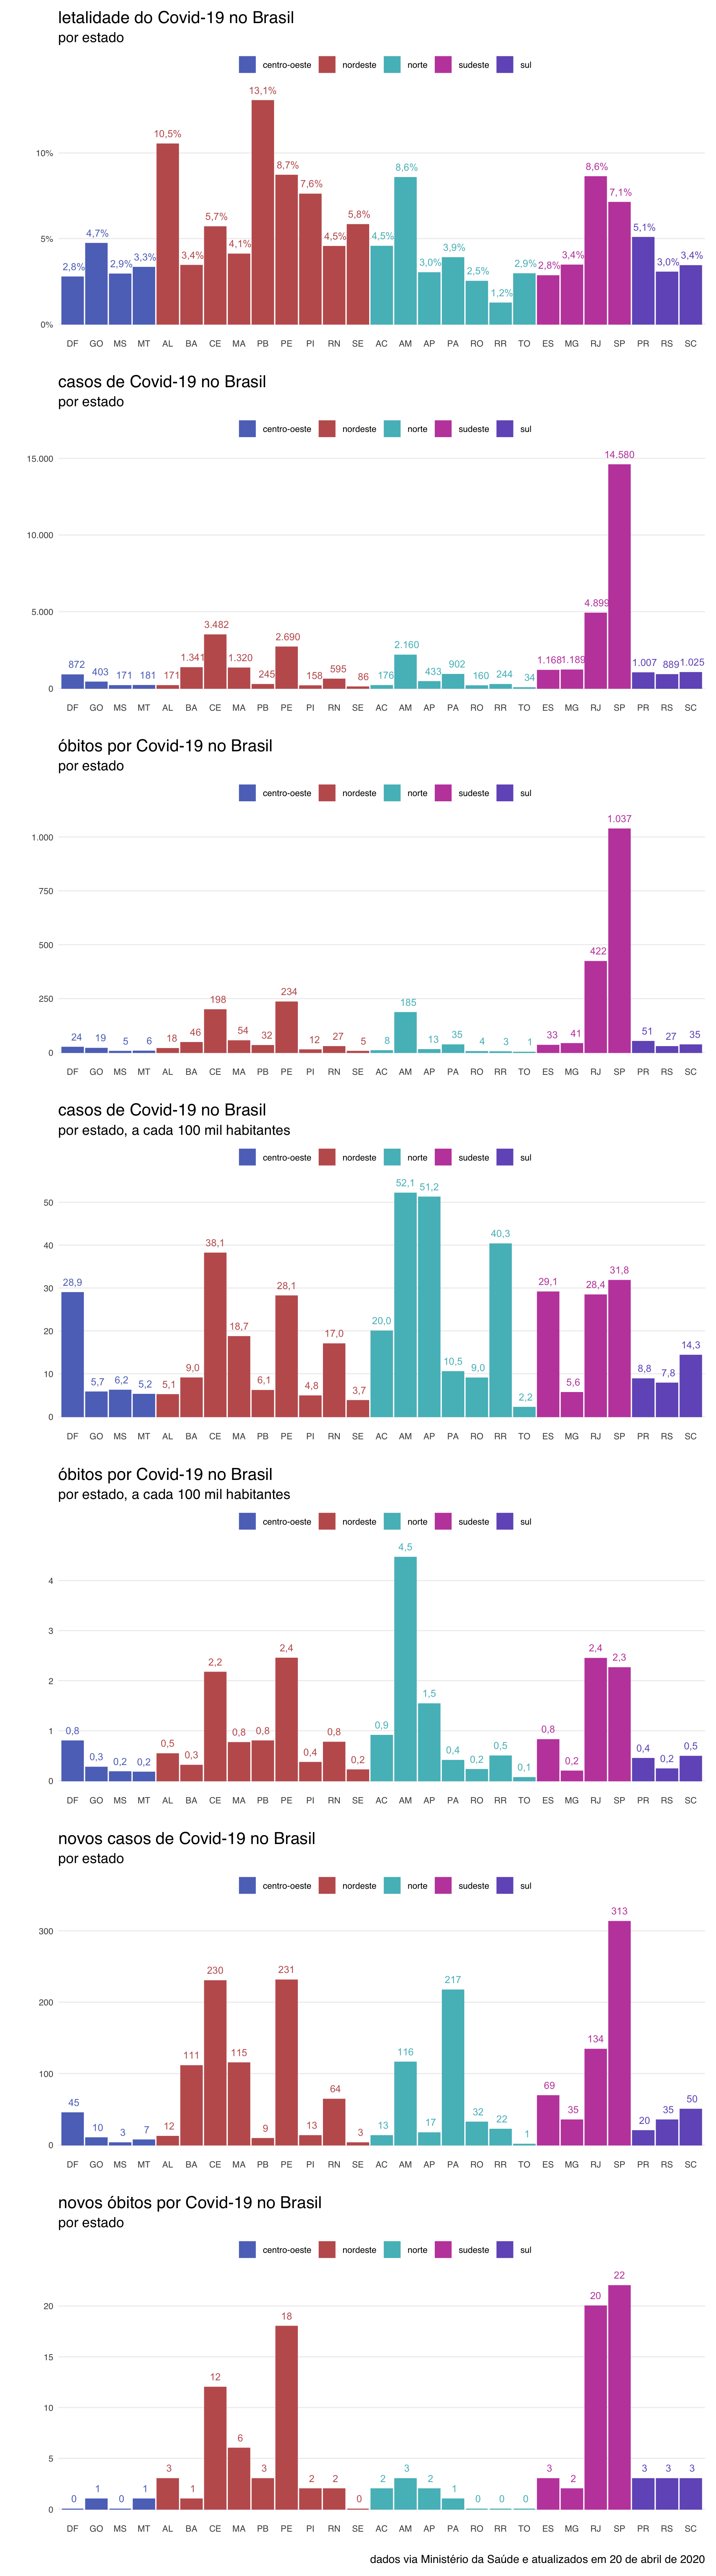 letalidade do Covid-19 no Brasil
por estado
centro-oeste nordeste norte sudeste sul
10%
5%
0%
2,8% 4,7% 2,9% 3,3% 10,5% 3,4% 5,7% 4,1% 13,1% 8,7% 7,6% 4,5% 5,8% 4,5% 8,6% 3,0% 3,9% 2,5% 1,2% 2,9% 2,8% 3,4% 8,6% 7,1% 5,1% 3,0% 3,4%
DF GO MS MT AL BA CE MA PB PE PI RN SE AC AM AP PA RO RR TO ES MG RJ SP PR RS SC
casos de Covid-19 no Brasil
por estado
centro-oeste nordeste norte sudeste sul
15.000
10.000
5.000
0
872 403 171 181 171 1.341 3.482 1.320 245 2.690 158 595 86 176 2.160 433 902 160 244 34 1.168 1.189 4.899 14.580 1.007 889 1.025
DF GO MS MT AL BA CE MA PB PE PI RN SE AC AM AP PA RO RR TO ES MG RJ SP PR RS SC
óbitos por Covid-19 no Brasil
por estado
centro-oeste nordeste norte sudeste sul
1.000
750
500
250
0
24 19 5 6 18 46 198 54 32 234 12 27 5 8 185 13 35 4 3 1 33 41 422 1.037 51 27 35
DF GO MS MT AL BA CE MA PB PE PI RN SE AC AM AP PA RO RR TO ES MG RJ SP PR RS SC
casos de Covid-19 no Brasil
por estado, a cada 100 mil habitantes
centro-oeste nordeste norte sudeste sul
50
40
30
20
10
0
28,9 5,7 6,2 5,2 5,1 9,0 38,1 18,7 6,1 28,1 4,8 17,0 3,7 20,0 52,1 51,2 10,5 9,0 40,3 2,2 29,1 5,6 28,4 31,8 8,8 7,8 14,3
DF GO MS MT AL BA CE MA PB PE PI RN SE AC AM AP PA RO RR TO ES MG RJ SP PR RS SC
óbitos por Covid-19 no Brasil
por estado, a cada 100 mil habitantes
centro-oeste nordeste norte sudeste sul
4
3
2
1
0
0,8 0,3 0,2 0,2 0,5 0,3 2,2 0,8 0,8 2,4 0,4 0,8 0,2 0,9 4,5 1,5 0,4 0,2 0,5 0,1 0,8 0,2 2,4 2,3 0,4 0,2 0,5
DF GO MS MT AL BA CE MA PB PE PI RN SE AC AM AP PA RO RR TO ES MG RJ SP PR RS SC
novos casos de Covid-19 no Brasil
por estado
centro-oeste nordeste norte sudeste sul
300
200
100
0
45 10 3 7 12 111 230 115 9 231 13 64 3 13 116 17 217 32 22 1 69 35 134 313 20 35 50
DF GO MS MT AL BA CE MA PB PE PI RN SE AC AM AP PA RO RR TO ES MG RJ SP PR RS SC
novos óbitos por Covid-19 no Brasil
por estado
centro-oeste nordeste norte sudeste sul
20
15
10
5
0
0 1 0 1 3 1 12 6 3 18 2 2 0 2 3 2 1 0 0 0 3 2 20 22 3 3 3
DF GO MS MT AL BA CE MA PB PE PI RN SE AC AM AP PA RO RR TO ES MG RJ SP PR RS SC
dados via Ministério da Saúde e atualizados em 20 de abril de 2020